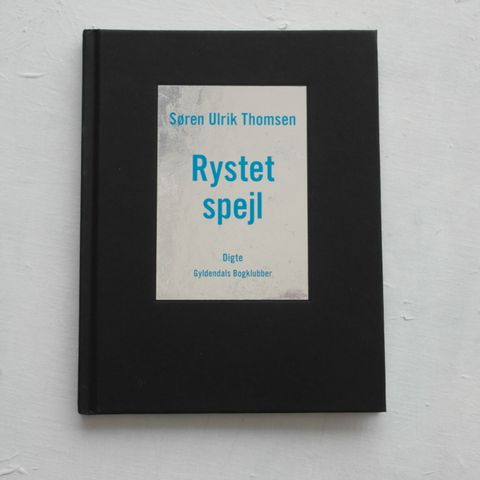 Søren Ulrik Thomsen
Rystet
spejl
Digte
Gyldendals Bogklubber